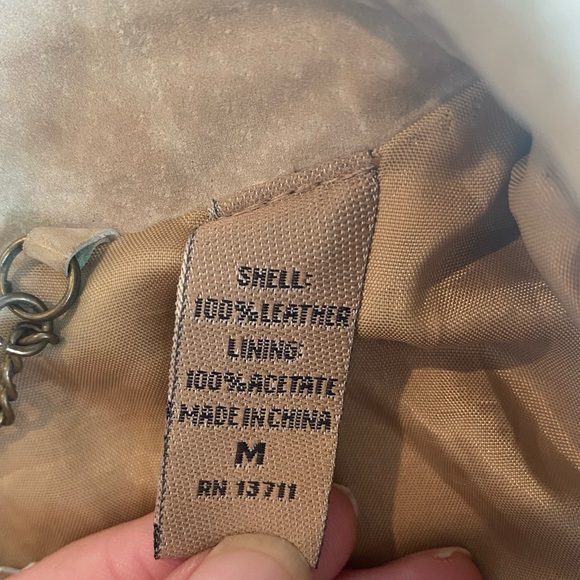 SHELL:
100% LEATHER
LINING:
100% ACETATE
MADE IN CHINA
M
RN 13711